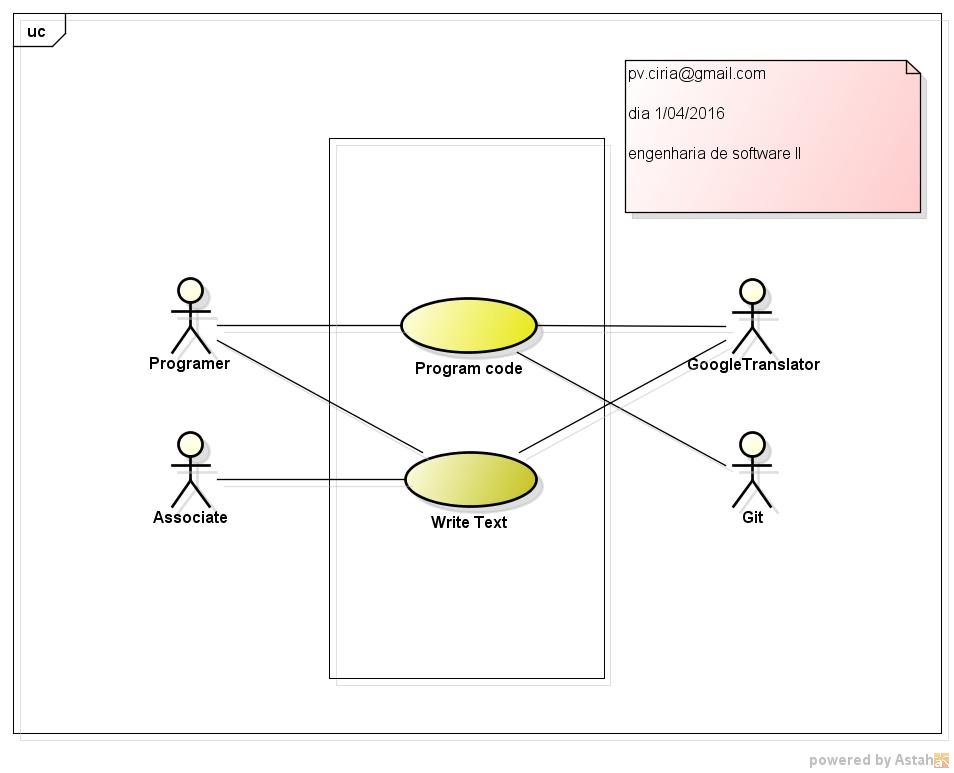 uc
pv.ciria@gmail.com
dia 1/04/2016
engenharia de software II
Programer
Program code
GoogleTranslator
Associate
Write Text
Git
powered by Astah